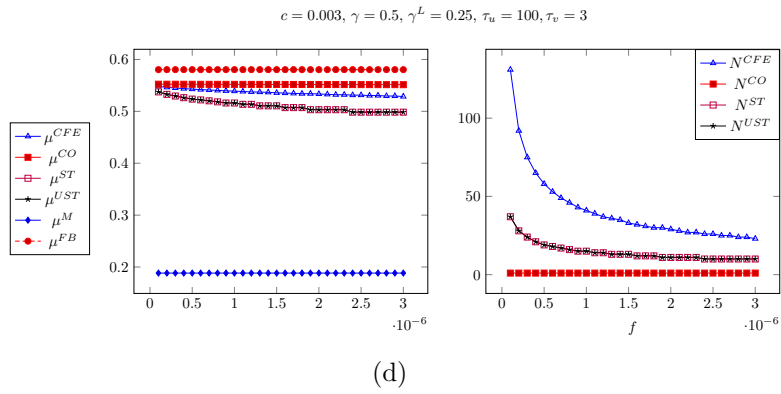 c = 0.003, γ = 0.5, γ^L = 0.25, τ_u = 100, τ_v = 3
μ^CFE
μ^CO
μ^ST
μ^UST
μ^M
μ^FB
0.6
0.5
0.4
0.3
0.2
0 0.5 1 1.5 2 2.5 3
·10^−6
N^CFE
N^CO
N^ST
N^UST
100
50
0
0 0.5 1 1.5 2 2.5 3
f ·10^−6
(d)